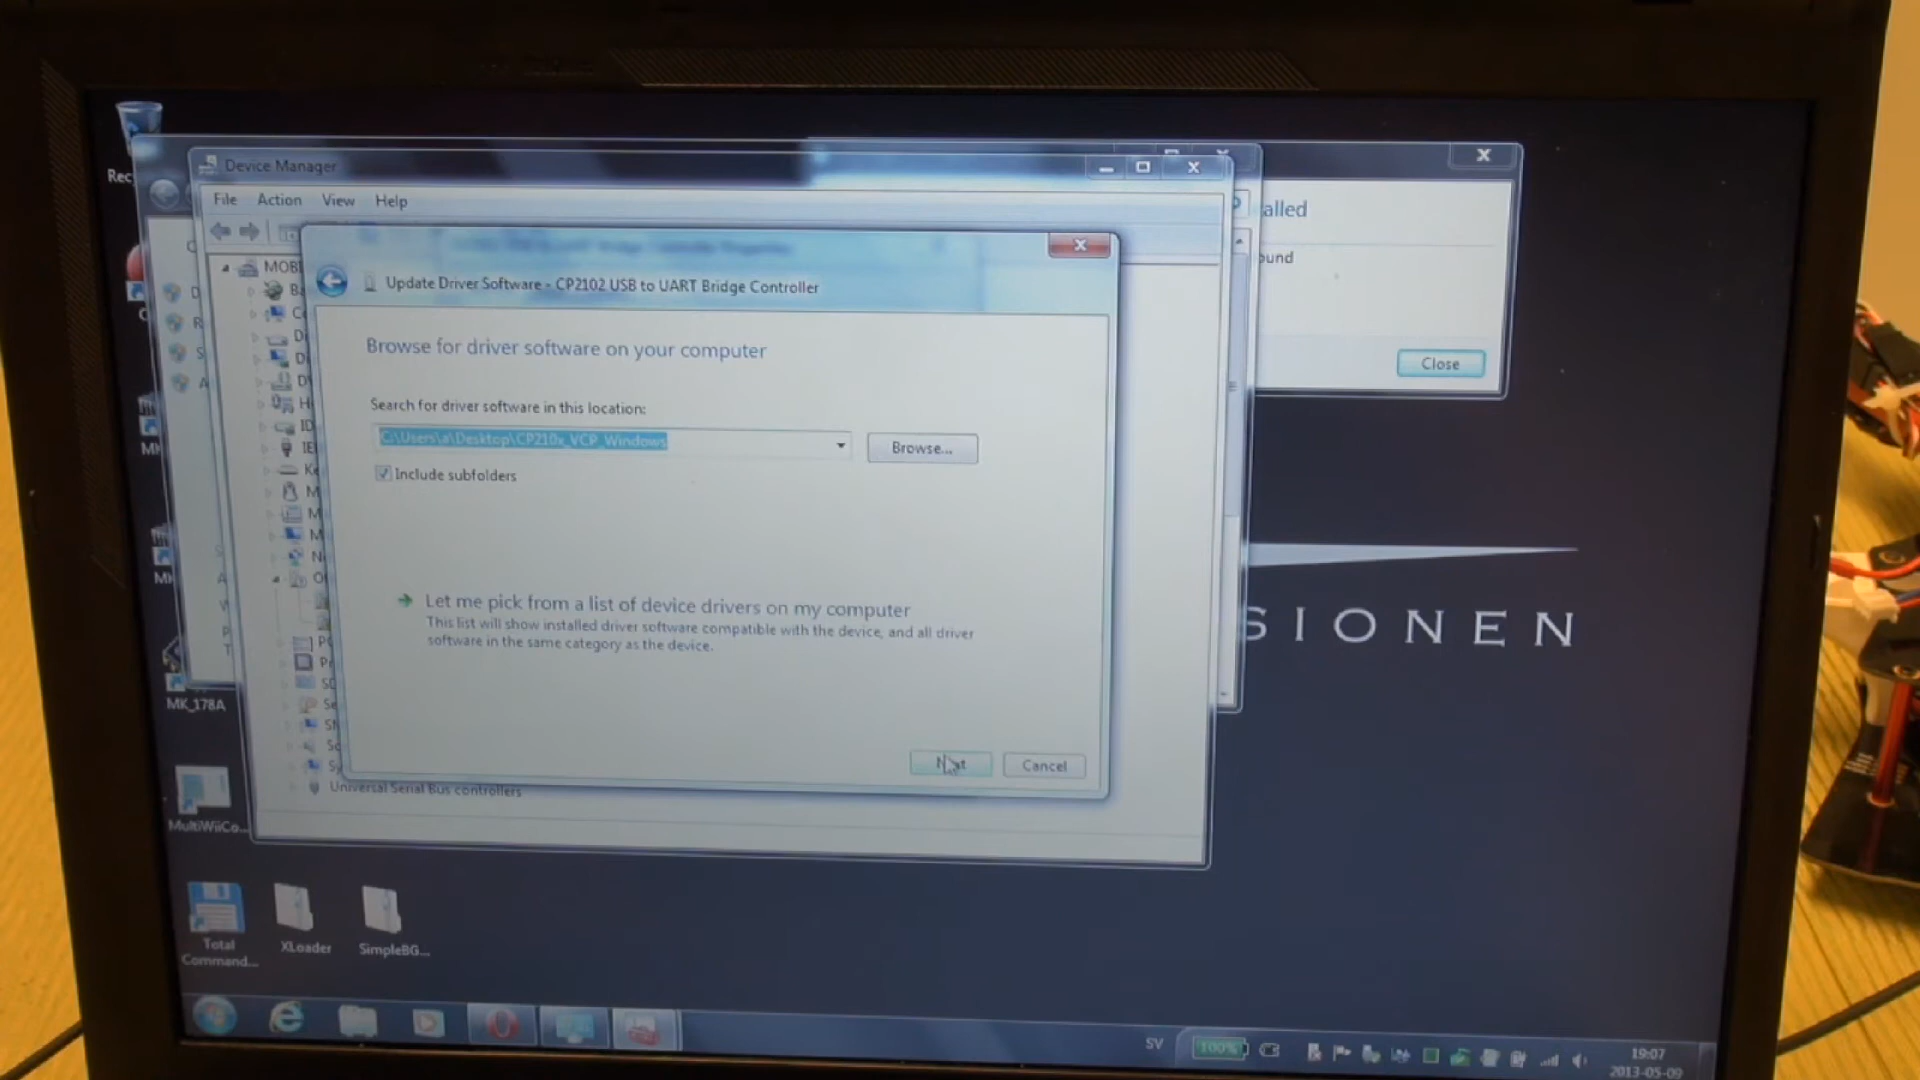 Device Manager
File Action View Help
alled
Update Driver Software - CP2102 USB to UART Bridge Controller
ound
Browse for driver software on your computer
Close
Search for driver software in this location:
C:\Users\a\Desktop\CP210x_VCP_Windows
Browse...
Include subfolders
Let me pick from a list of device drivers on my computer
This list will show installed driver software compatible with the device, and all driver
software in the same category as the device.
SIONEN
MK_178A
Cancel
Universal Serial Bus controllers
MultiWiiCo...
Total
Command...
XLoader
SimpleBG...
SV
100%
19:07
2013-05-09